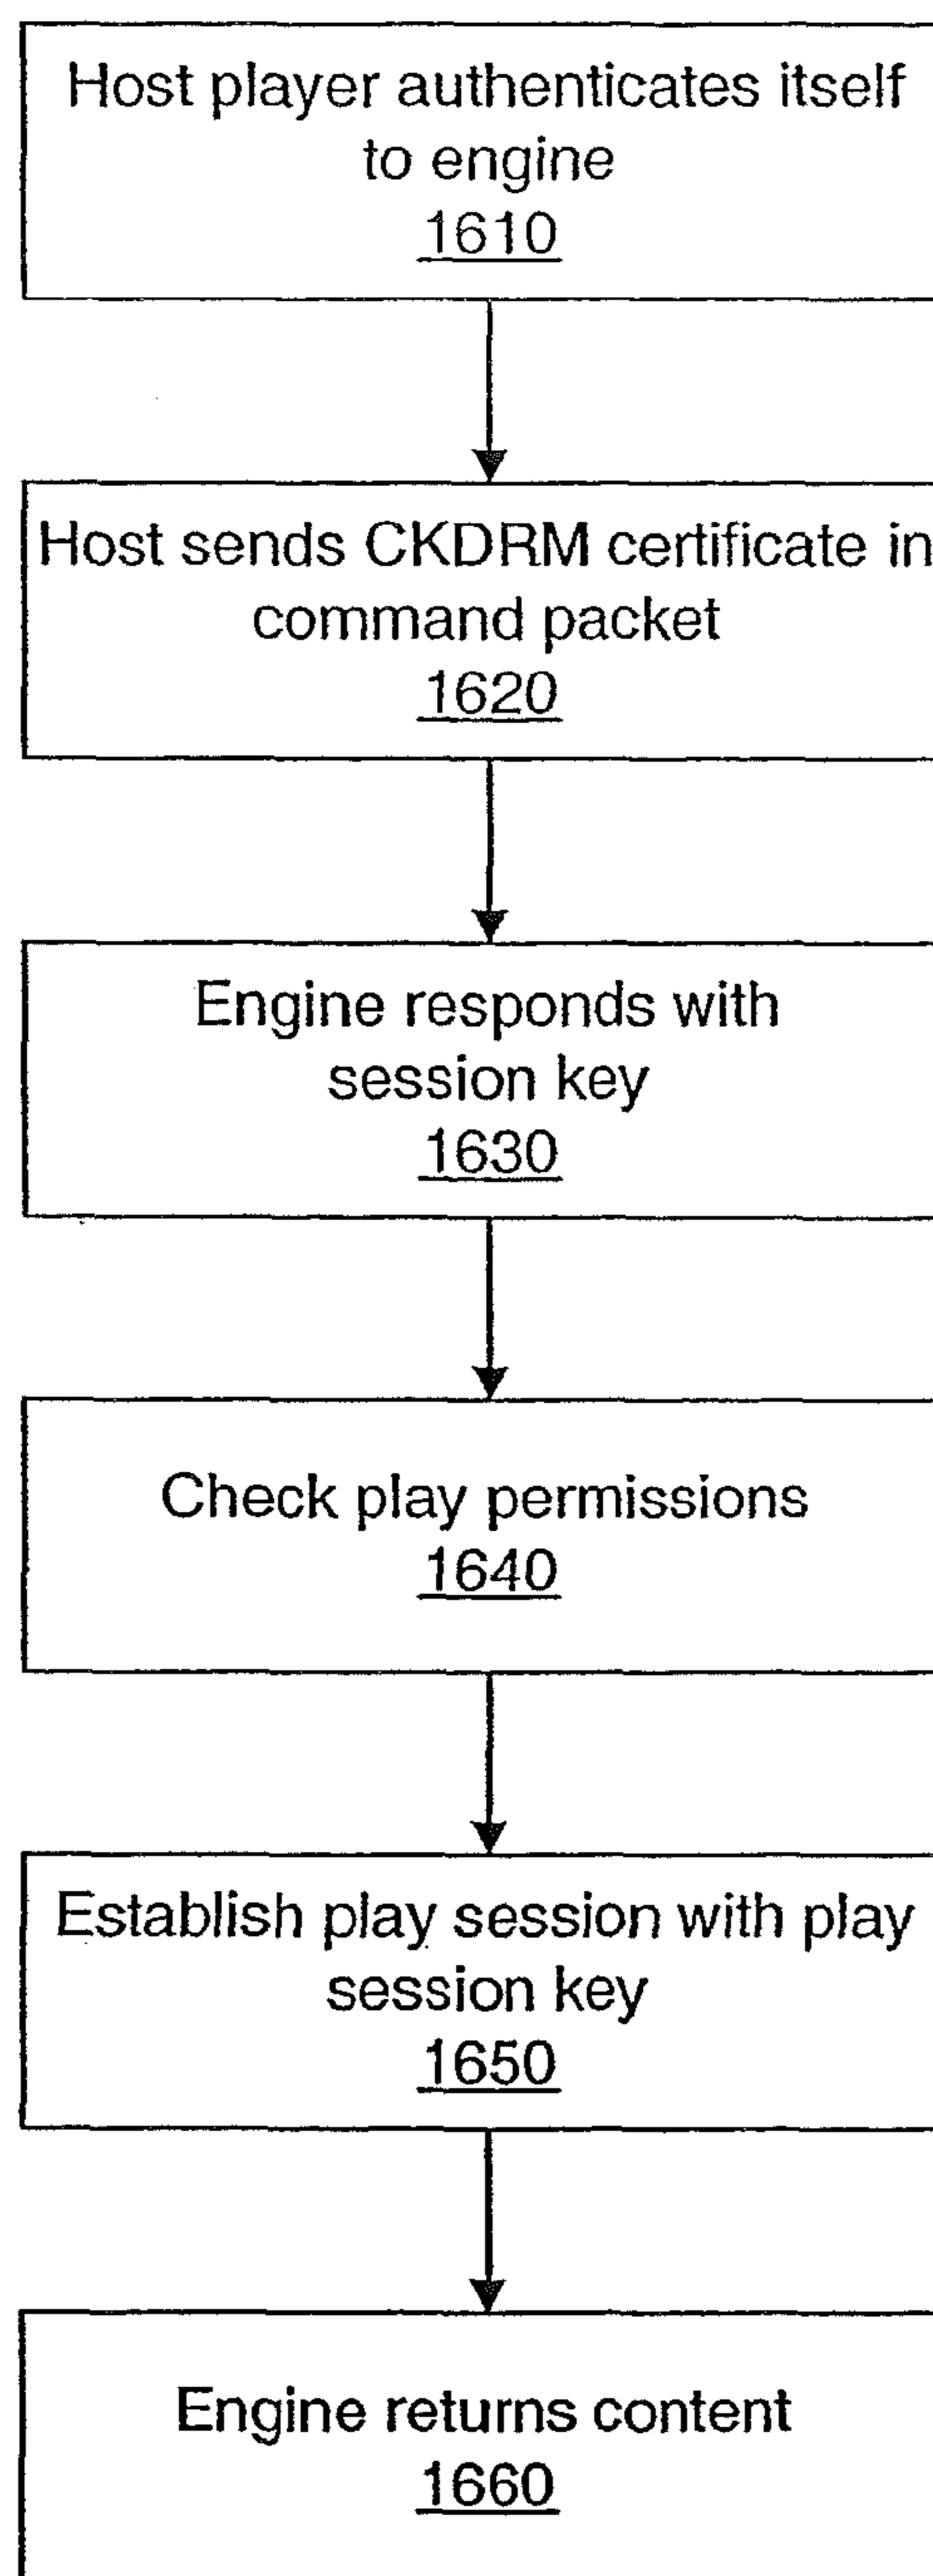 Host player authenticates itself
to engine
1610
Host sends CKDRM certificate in
command packet
1620
Engine responds with
session key
1630
Check play permissions
1640
Establish play session with play
session key
1650
Engine returns content
1660